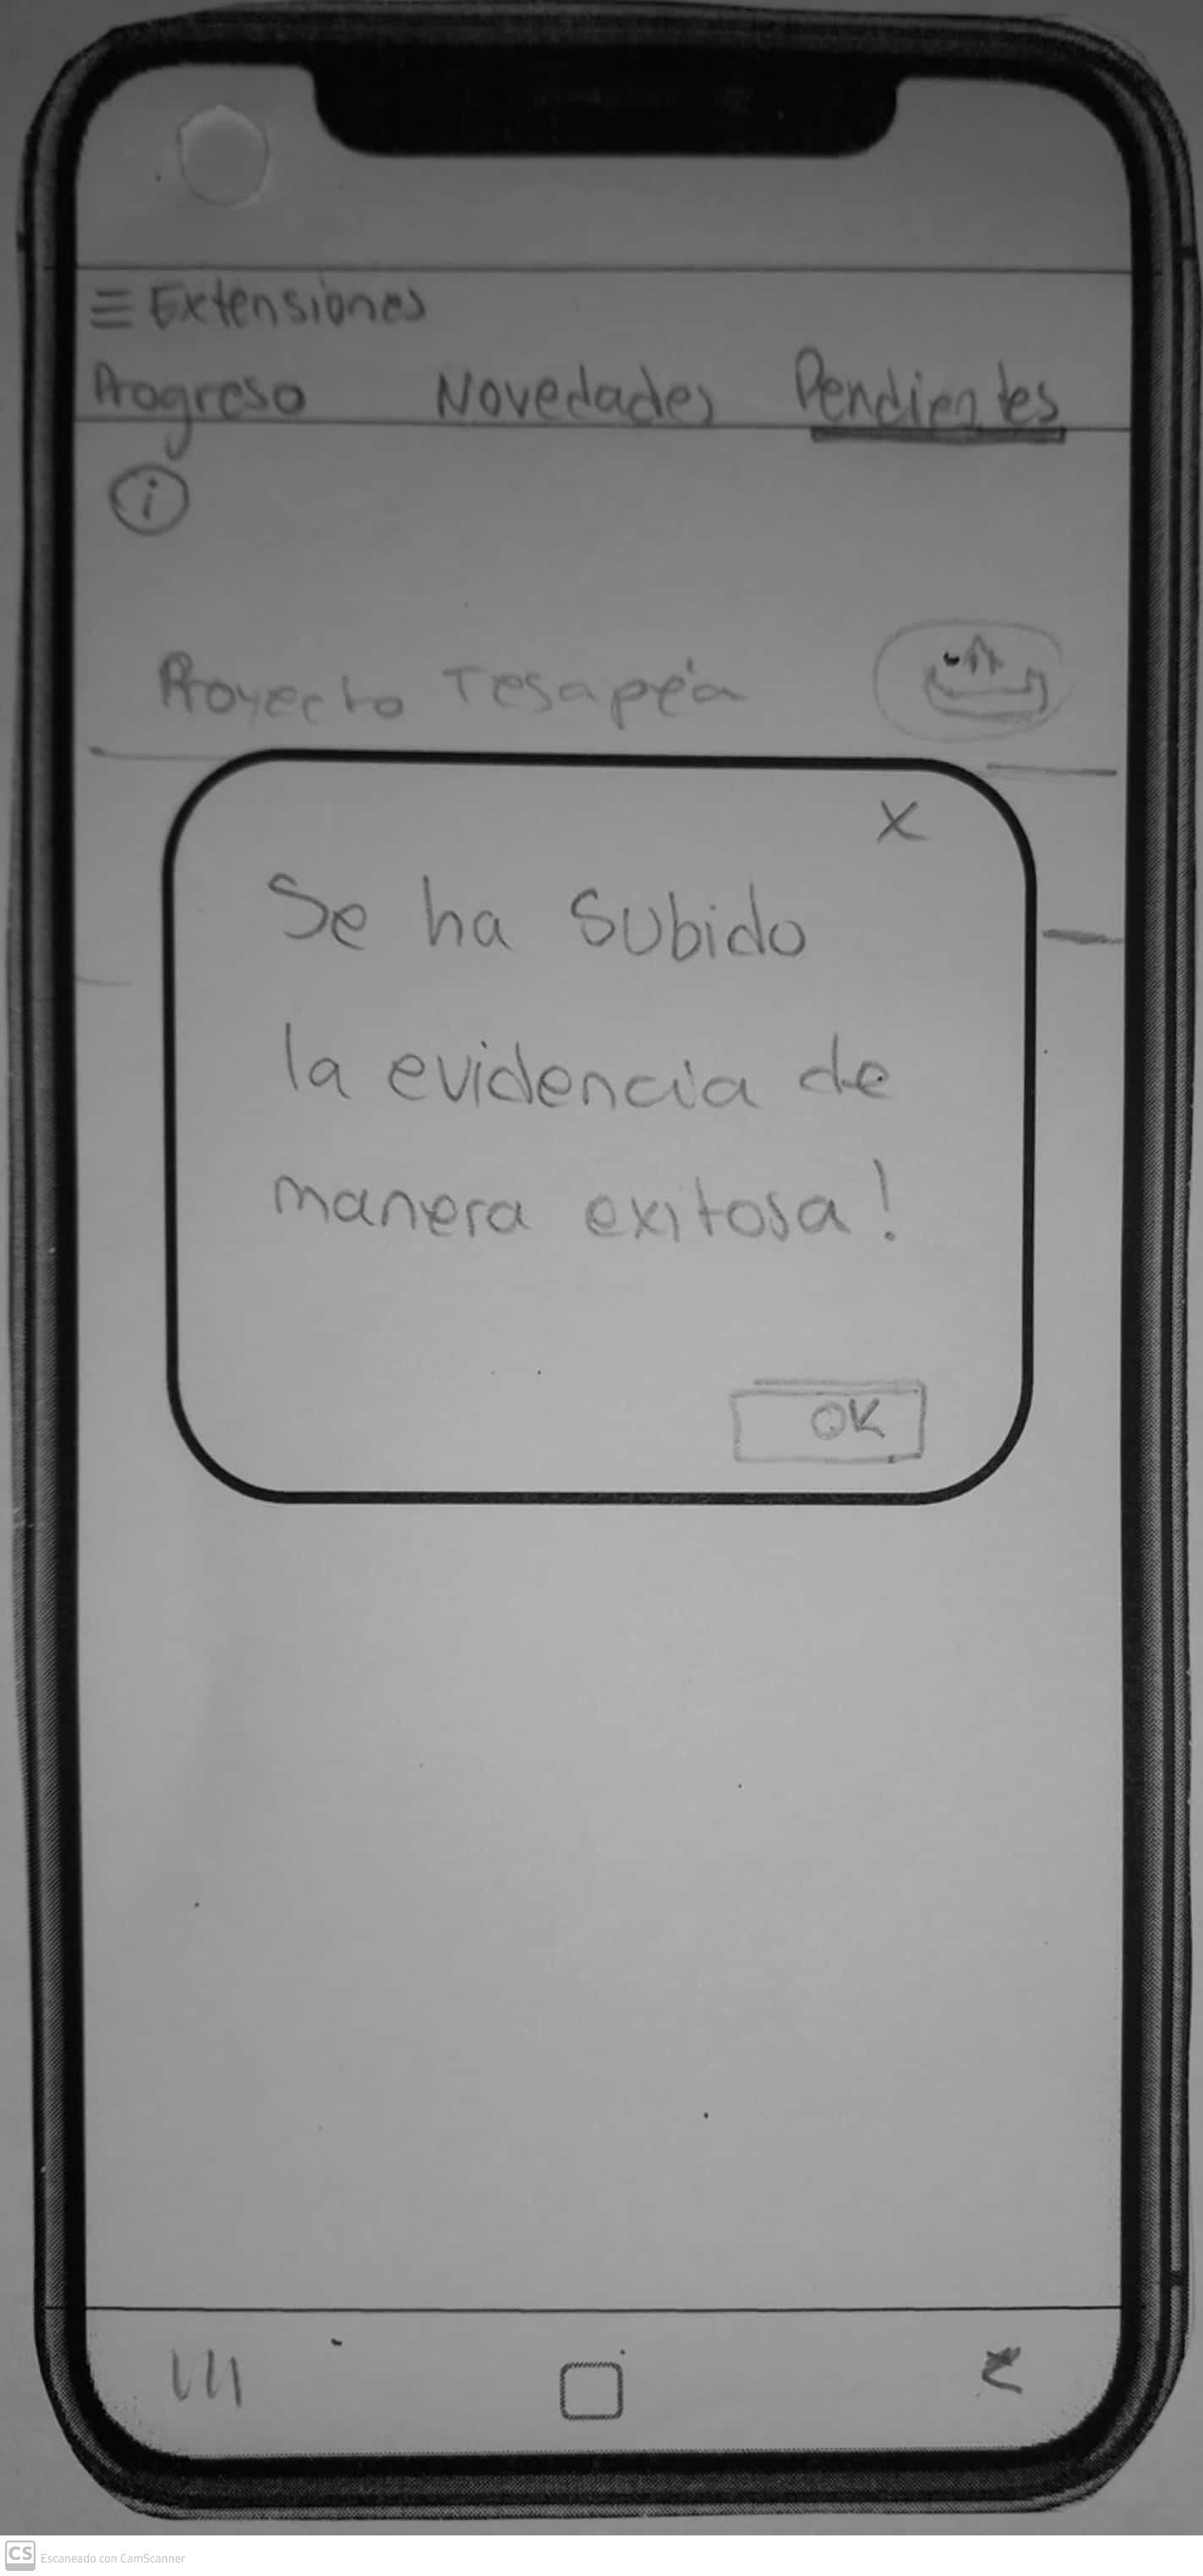 Extensiones
Progreso Novedades Pendientes
i
Proyecto Tesapéa
X
Se ha subido
la evidencia de
manera exitosa!
OK
CS Escaneado con CamScanner